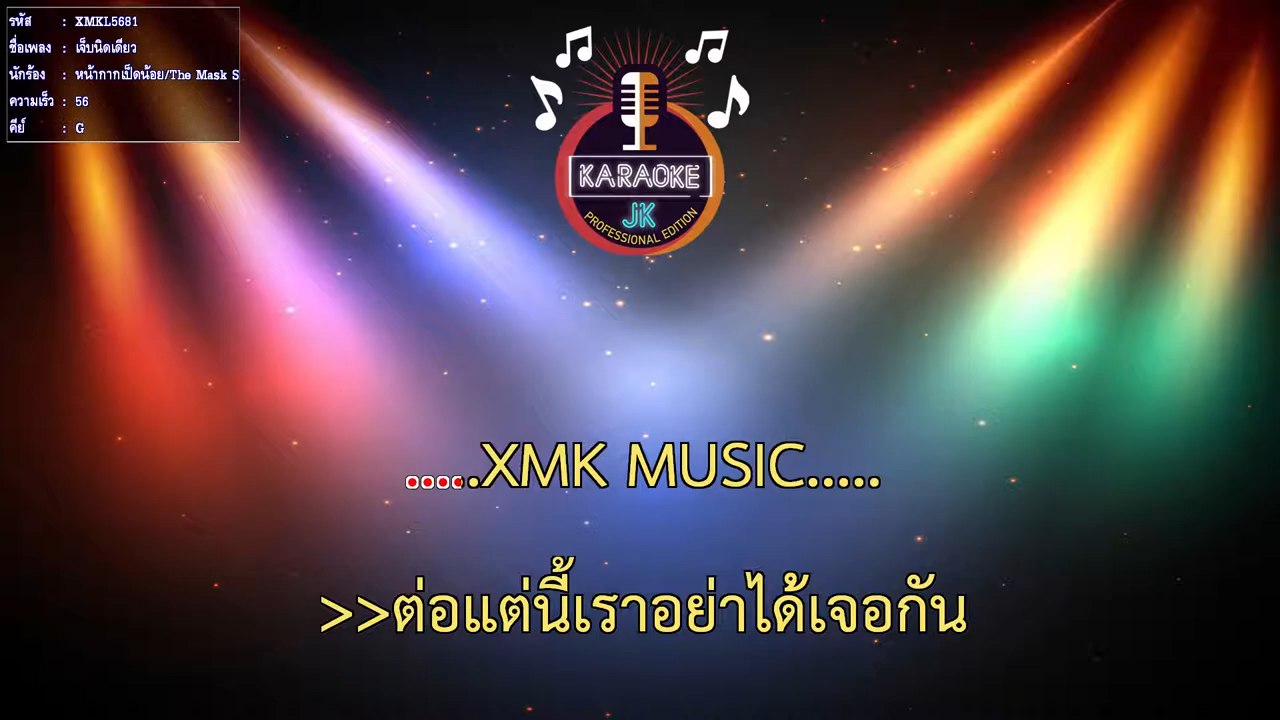 รหัส : XMKL5681
ชื่อเพลง : เจ็บนิดเดียว
นักร้อง : หน้ากากเป็ดน้อย/The Mask S
ความเร็ว : 56
คีย์ : G
KARAOKE
JK
PROFESSIONAL EDITION
.....XMK MUSIC.....
>>ต่อแต่นี้เราอย่าได้เจอกัน